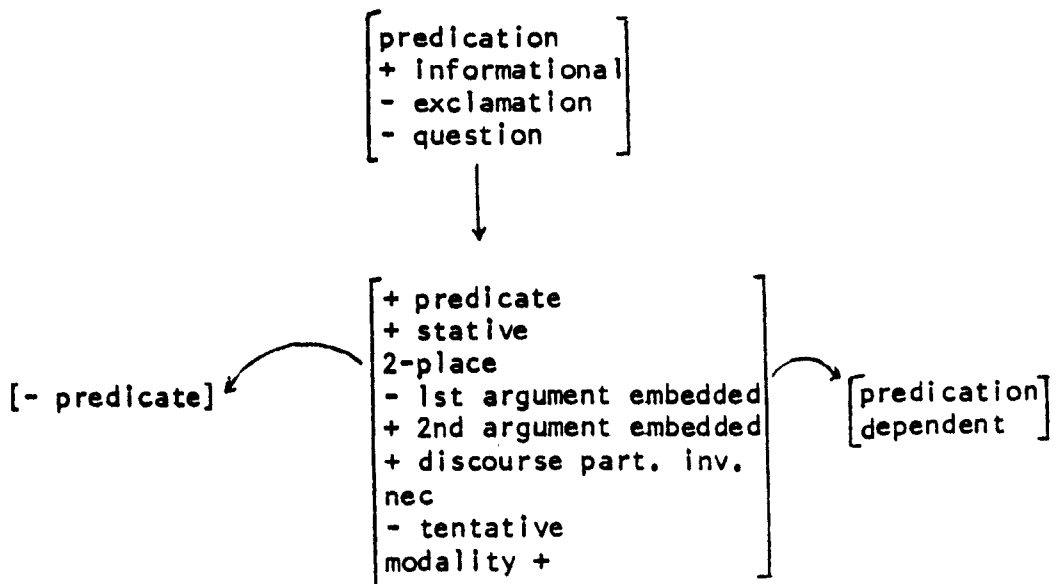 predication
+ informational
- exclamation
- question
[- predicate]
+ predicate
+ stative
2-place
- 1st argument embedded
+ 2nd argument embedded
+ discourse part. inv.
nec
- tentative
modality +
[predication
dependent]